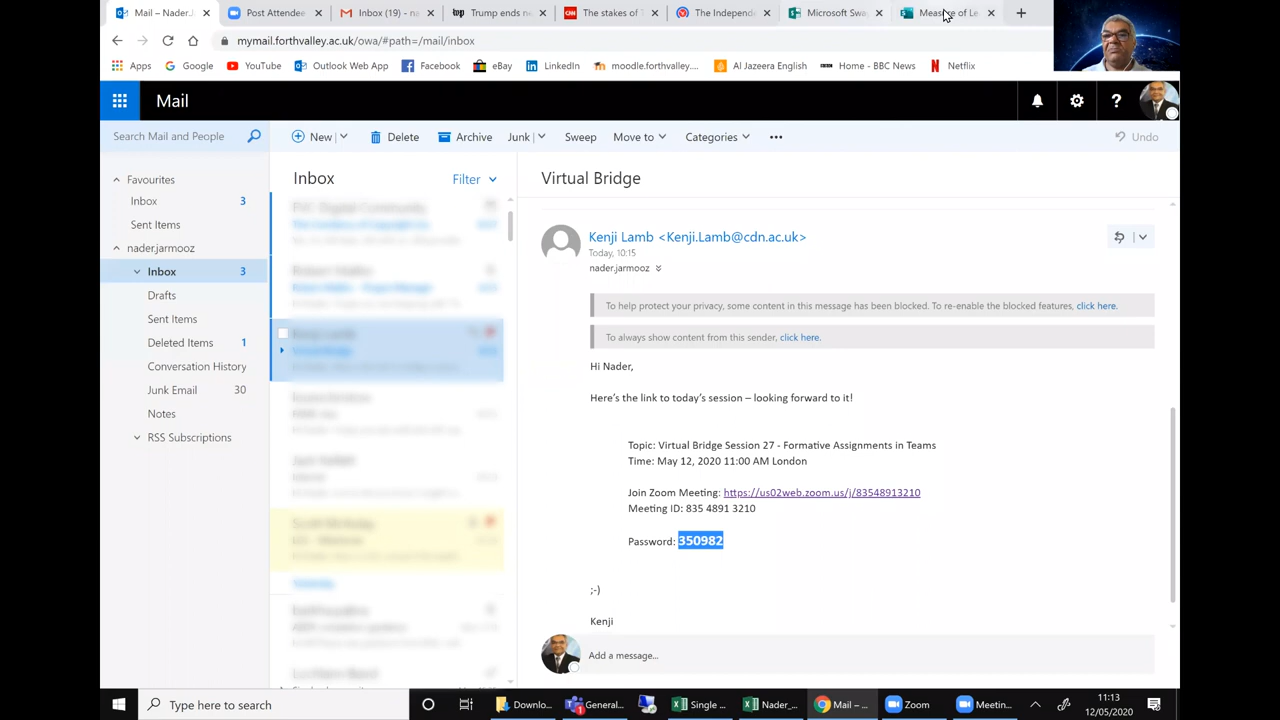 Mail – Nader.J
Post Attendee
Inbox (19) - n
Trump ends ne
The stakes of T
The Independe
Microsoft Sway
Measure of Le
mymail.forthvalley.ac.uk/owa/#path=/mail/inbox
Apps
Google
YouTube
Outlook Web App
Facebook
eBay
LinkedIn
moodle.forthvalley....
Al Jazeera English
Home - BBC News
Netflix
Mail
Search Mail and People
New
Delete
Archive
Junk
Sweep
Move to
Categories
Undo
Favourites
Inbox 3
Sent Items
nader.jarmooz
Inbox 3
Drafts
Sent Items
Deleted Items 1
Conversation History
Junk Email 30
Notes
RSS Subscriptions
Inbox
Filter
Virtual Bridge
Kenji Lamb <Kenji.Lamb@cdn.ac.uk>
Today, 10:15
nader.jarmooz
To help protect your privacy, some content in this message has been blocked. To re-enable the blocked features, click here.
To always show content from this sender, click here.
Hi Nader,
Here's the link to today's session – looking forward to it!
Topic: Virtual Bridge Session 27 - Formative Assignments in Teams
Time: May 12, 2020 11:00 AM London
Join Zoom Meeting: https://us02web.zoom.us/j/83548913210
Meeting ID: 835 4891 3210
Password: 350982
;-)
Kenji
Add a message...
Type here to search
Downlo...
General...
Single ...
Nader_...
Mail – ...
Zoom
Meetin...
11:13
12/05/2020